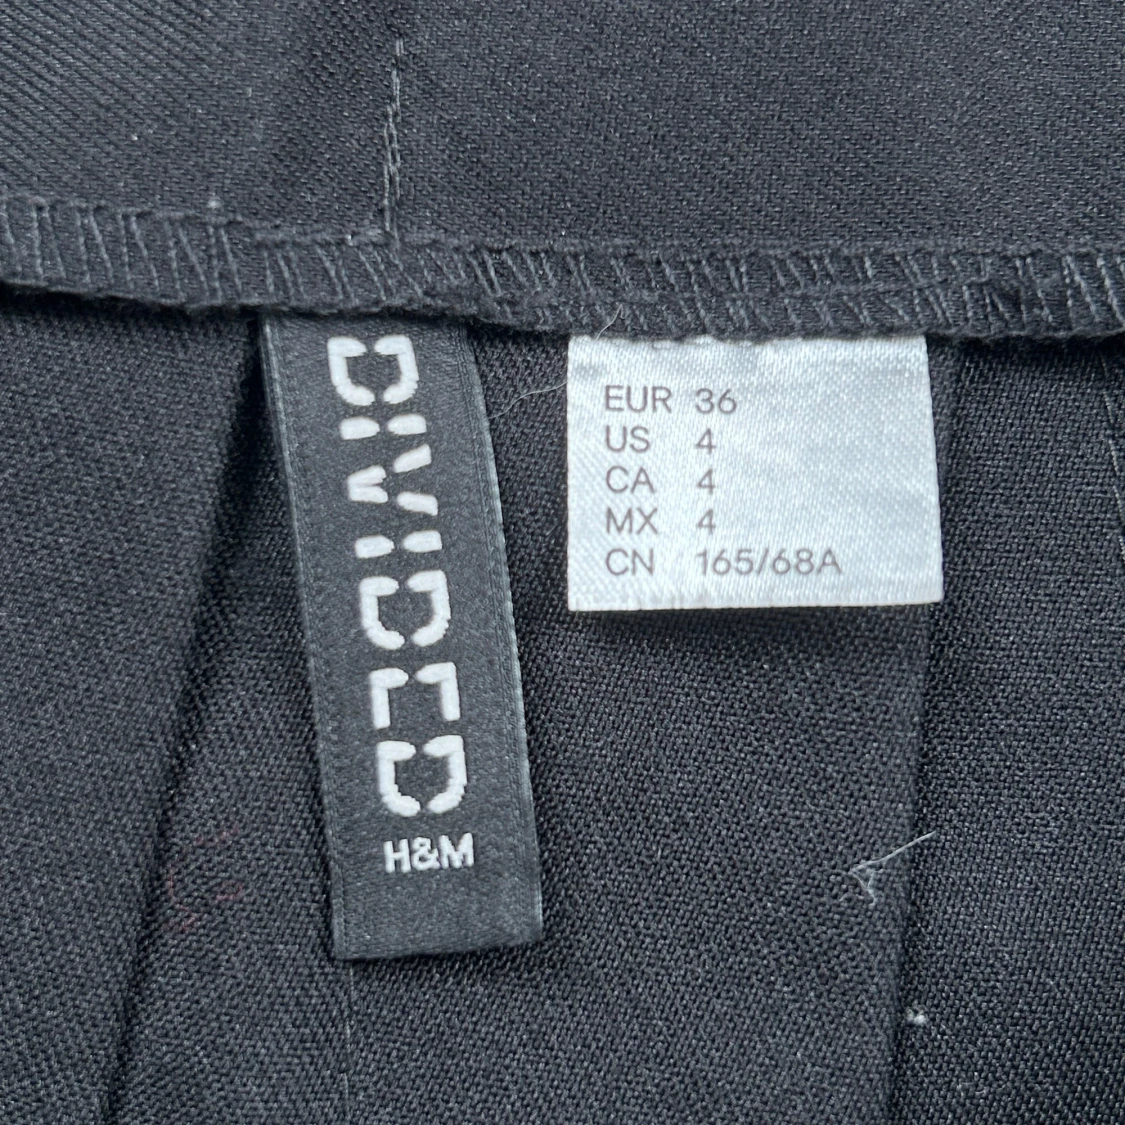 DIVIDED
H&M
EUR 36
US 4
CA 4
MX 4
CN 165/68A